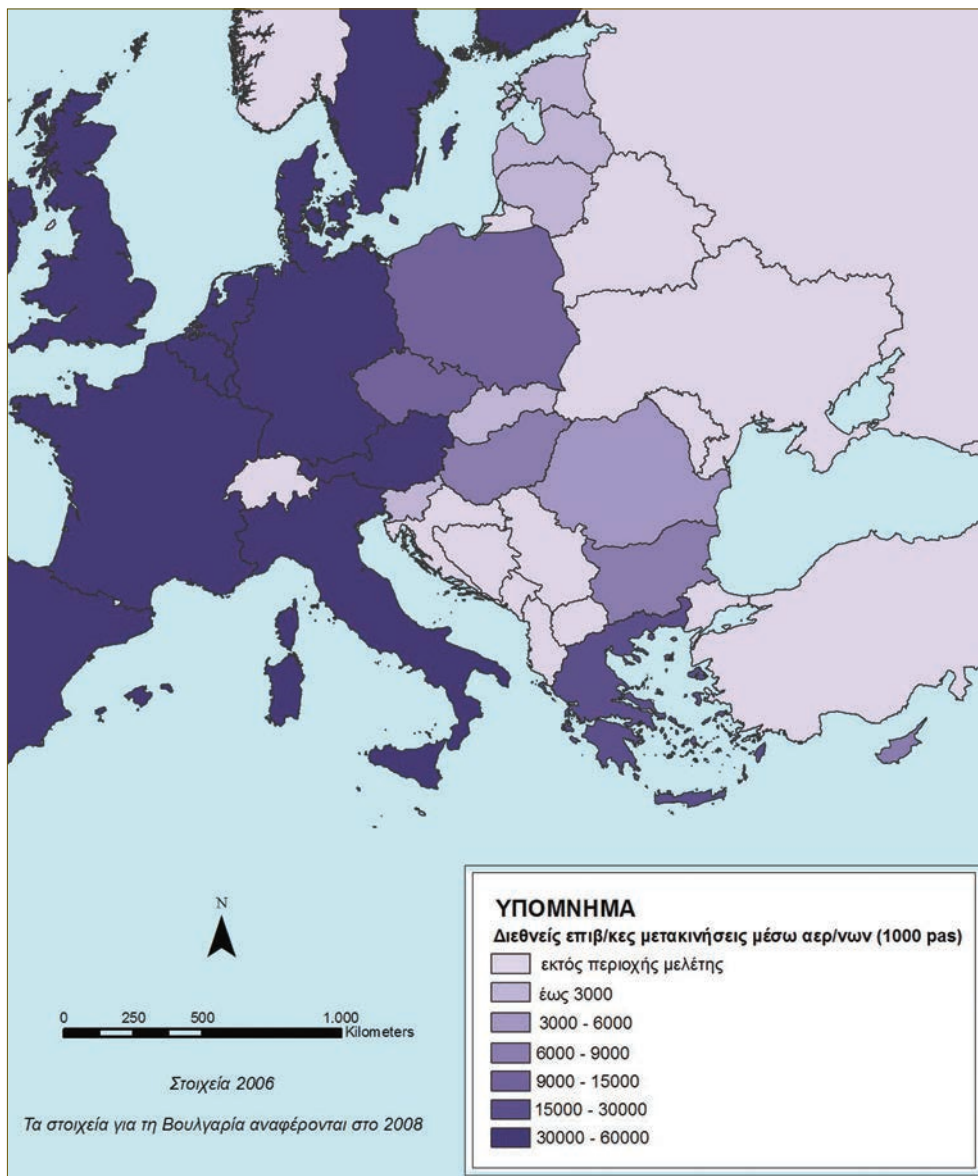 N
0 250 500 1.000
Kilometers
Στοιχεία 2006
Τα στοιχεία για τη Βουλγαρία αναφέρονται στο 2008
ΥΠΟΜΝΗΜΑ
Διεθνείς επιβ/κες μετακινήσεις μέσω αερ/νων (1000 pas)
εκτός περιοχής μελέτης
έως 3000
3000 - 6000
6000 - 9000
9000 - 15000
15000 - 30000
30000 - 60000